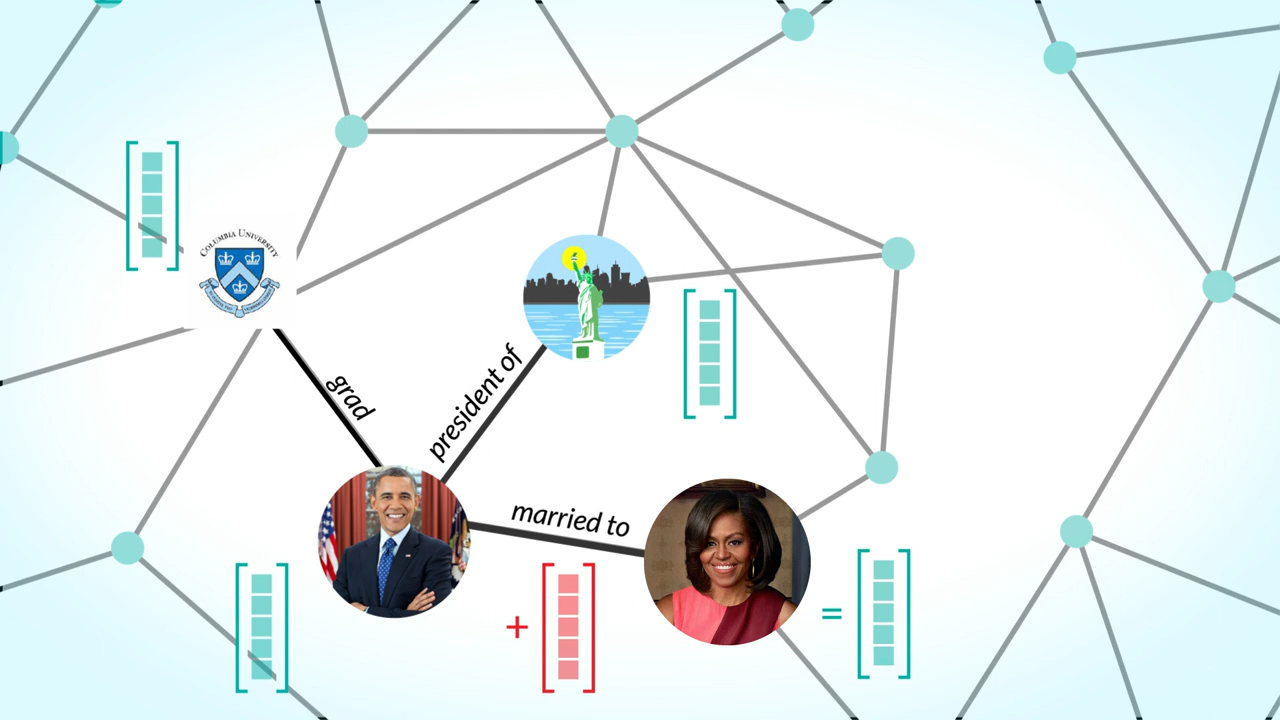 COLUMBIA UNIVERSITY
grad
president of
married to
+
=